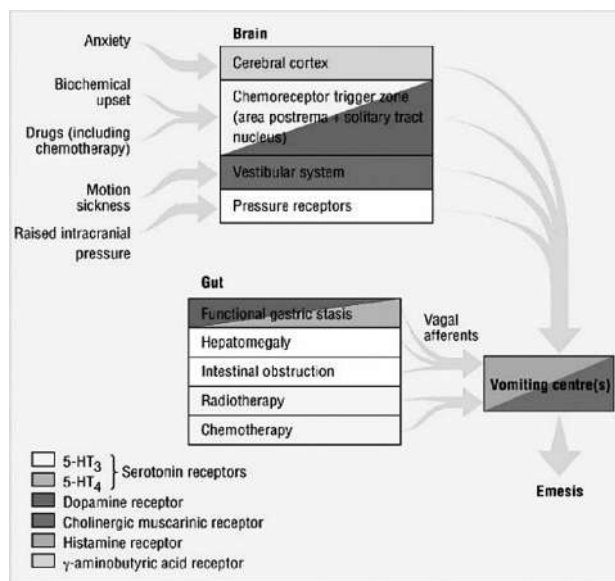 Brain
Anxiety
Cerebral cortex
Biochemical
upset
Chemoreceptor trigger zone
(area postrema + solitary tract
nucleus)
Drugs (including
chemotherapy)
Vestibular system
Motion
sickness
Pressure receptors
Raised intracranial
pressure
Gut
Functional gastric stasis
Vagal
afferents
Hepatomegaly
Intestinal obstruction
Vomiting centre(s)
Radiotherapy
Chemotherapy
5-HT3
5-HT4
Serotonin receptors
Dopamine receptor
Emesis
Cholinergic muscarinic receptor
Histamine receptor
γ-aminobutyric acid receptor